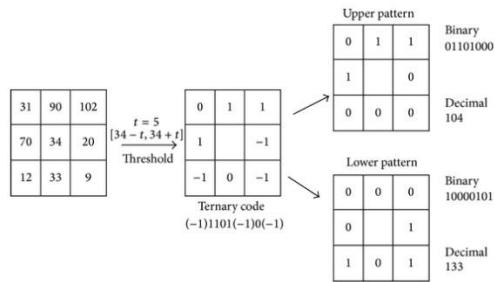 31 90 102
70 34 20
12 33 9
t = 5
[34 − t, 34 + t]
Threshold
0 1 1
1 −1
−1 0 −1
Ternary code
(−1)1101(−1)0(−1)
Upper pattern
0 1 1
1 0
0 0 0
Binary
01101000
Decimal
104
Lower pattern
0 0 0
0 1
1 0 1
Binary
10000101
Decimal
133